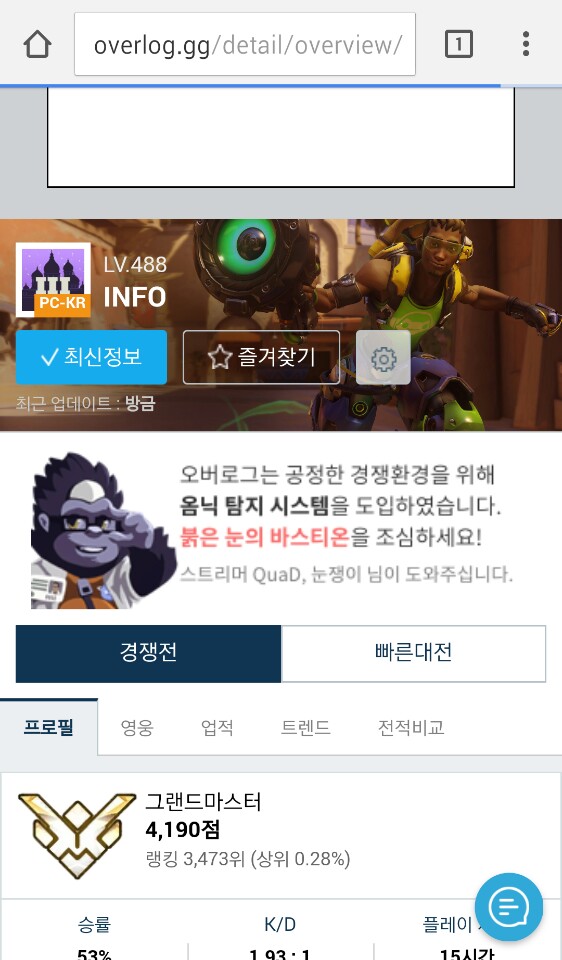 overlog.gg/detail/overview/
1
LV.488
INFO
PC-KR
최신정보
즐겨찾기
최근 업데이트 : 방금
오버로그는 공정한 경쟁환경을 위해
옴닉 탐지 시스템을 도입하였습니다.
붉은 눈의 바스티온을 조심하세요!
스트리머 QuaD, 눈쟁이 님이 도와주십니다.
경쟁전
빠른대전
프로필
영웅
업적
트렌드
전적비교
그랜드마스터
4,190점
랭킹 3,473위 (상위 0.28%)
승률
K/D
플레이
53%
1.93 : 1
15시간